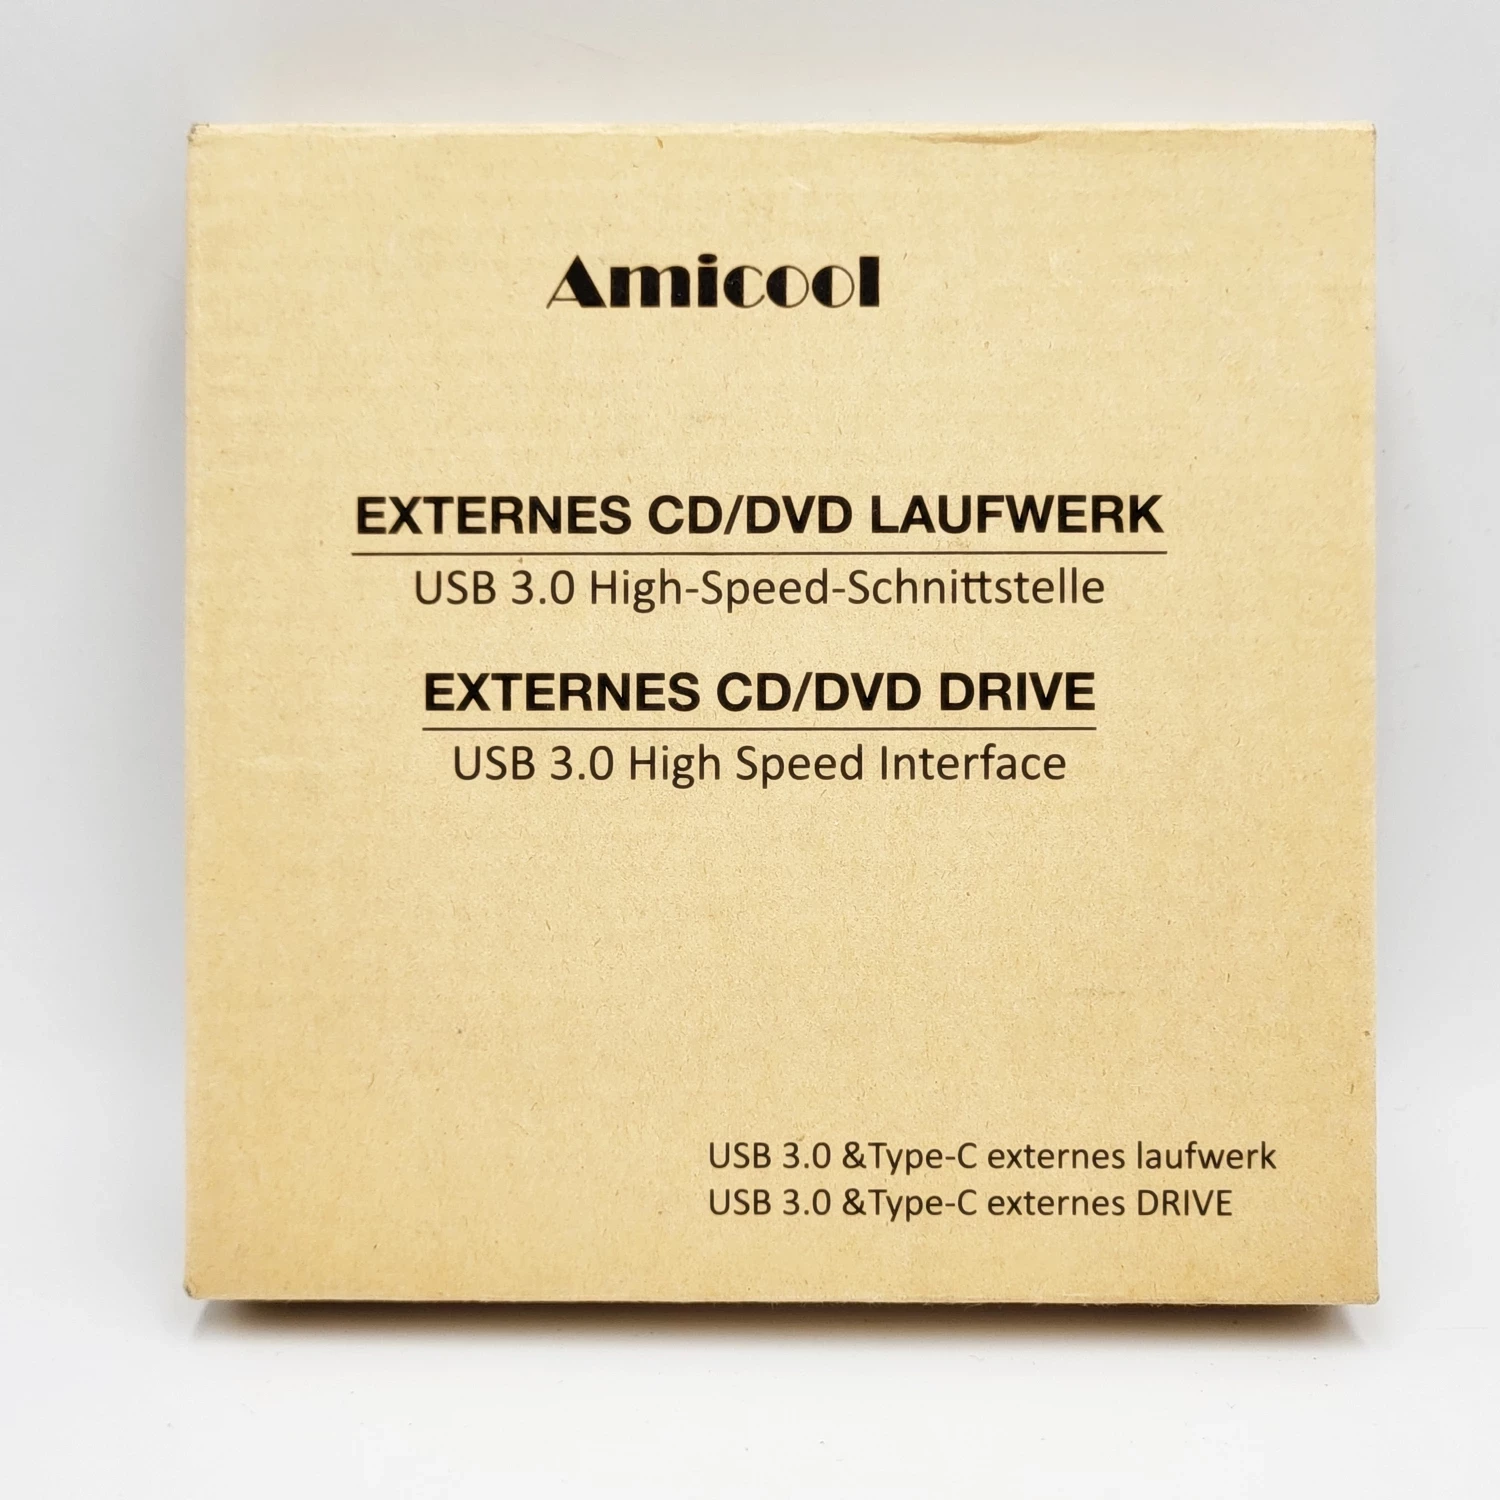 Amicool
EXTERNES CD/DVD LAUFWERK
USB 3.0 High-Speed-Schnittstelle
EXTERNES CD/DVD DRIVE
USB 3.0 High Speed Interface
USB 3.0 &Type-C externes laufwerk
USB 3.0 &Type-C externes DRIVE